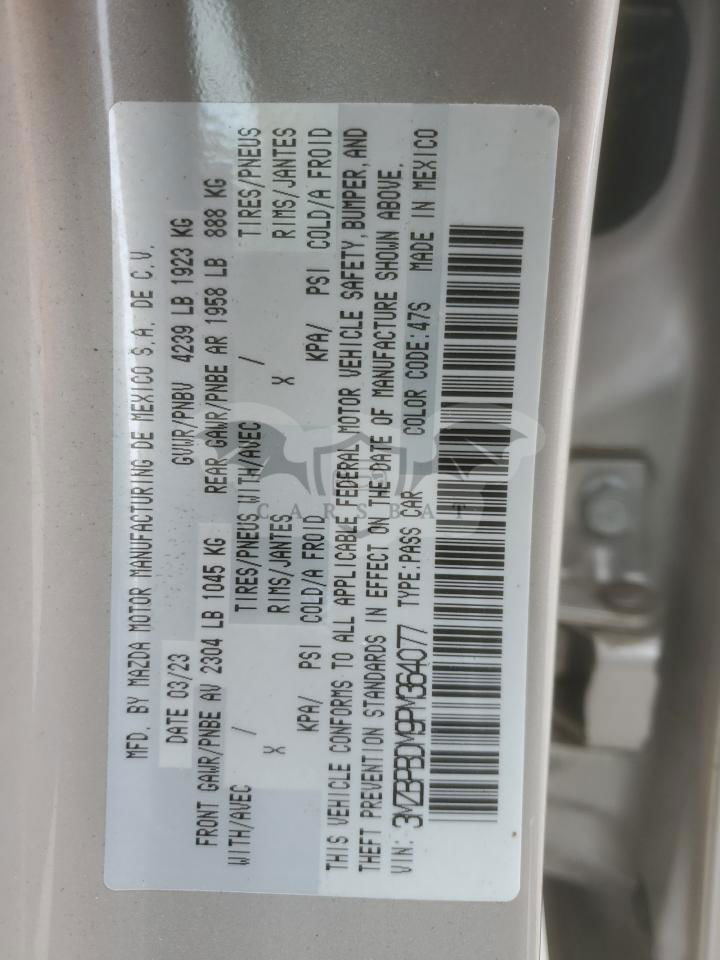 MFD. BY MAZDA MOTOR MANUFACTURING DE MEXICO S.A. DE C.V.
DATE 03/23 GVWR/PNBV 4239 LB 1923 KG
FRONT GAWR/PNBE AV 2304 LB 1045 KG REAR GAWR/PNBE AR 1958 LB 888 KG
WITH/AVEC / TIRES/PNEUS WITH/AVEC / TIRES/PNEUS
X RIMS/JANTES X RIMS/JANTES
KPA/ PSI COLD/A FROID KPA/ PSI COLD/A FROID
THIS VEHICLE CONFORMS TO ALL APPLICABLE FEDERAL MOTOR VEHICLE SAFETY, BUMPER, AND
THEFT PREVENTION STANDARDS IN EFFECT ON THE DATE OF MANUFACTURE SHOWN ABOVE.
VIN: 3MZBPBDM9PM364077 TYPE:PASS CAR COLOR CODE:47S MADE IN MEXICO
CARSBAT